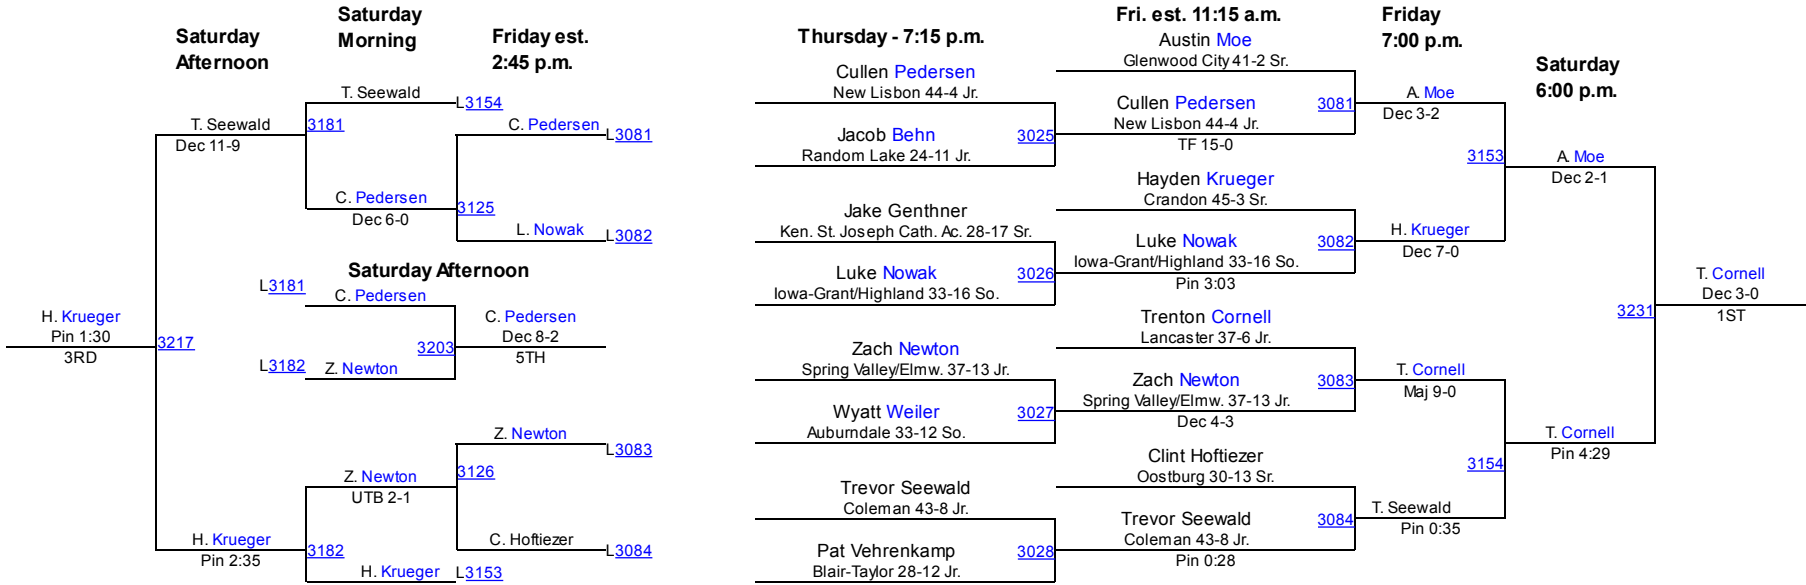 Saturday
Afternoon
Saturday
Morning
Friday est.
2:45 p.m.
T. Seewald
L3154
T. Seewald
3181
Dec 11-9
C. Pedersen
L3081
C. Pedersen
3125
Dec 6-0
L. Nowak
L3082
Saturday Afternoon
L3181
C. Pedersen
H. Krueger
Pin 1:30
3RD
3217
3203
C. Pedersen
Dec 8-2
5TH
L3182
Z. Newton
Z. Newton
L3083
Z. Newton
3126
UTB 2-1
H. Krueger
Pin 2:35
3182
C. Hoftiezer
L3084
H. Krueger
L3153
Thursday - 7:15 p.m.
Cullen Pedersen
New Lisbon 44-4 Jr.
Jacob Behn
3025
Random Lake 24-11 Jr.
Jake Genthner
Ken. St. Joseph Cath. Ac. 28-17 Sr.
Luke Nowak
3026
Iowa-Grant/Highland 33-16 So.
Zach Newton
Spring Valley/Elmw. 37-13 Jr.
Wyatt Weiler
3027
Auburndale 33-12 So.
Trevor Seewald
Coleman 43-8 Jr.
Pat Vehrenkamp
3028
Blair-Taylor 28-12 Jr.
Fri. est. 11:15 a.m.
Austin Moe
Glenwood City 41-2 Sr.
Cullen Pedersen
3081
New Lisbon 44-4 Jr.
TF 15-0
Hayden Krueger
Crandon 45-3 Sr.
Luke Nowak
3082
Iowa-Grant/Highland 33-16 So.
Pin 3:03
Trenton Cornell
Lancaster 37-6 Jr.
Zach Newton
3083
Spring Valley/Elmw. 37-13 Jr.
Dec 4-3
Clint Hoftiezer
Oostburg 30-13 Sr.
Trevor Seewald
3084
Coleman 43-8 Jr.
Pin 0:28
Friday
7:00 p.m.
A. Moe
Dec 3-2
3153
H. Krueger
Dec 7-0
T. Cornell
Maj 9-0
3154
T. Seewald
Pin 0:35
Saturday
6:00 p.m.
A. Moe
Dec 2-1
3231
T. Cornell
Pin 4:29
T. Cornell
Dec 3-0
1ST